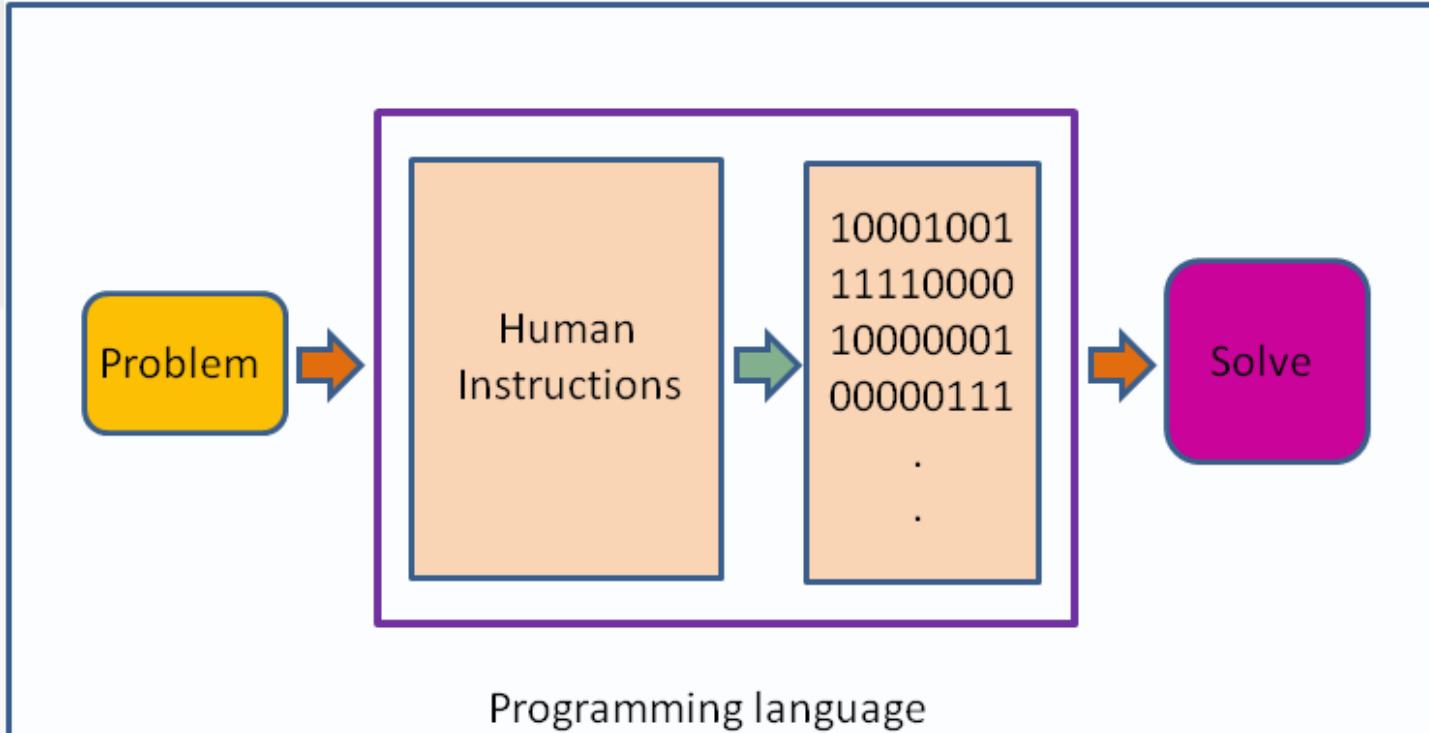 Problem
Human
Instructions
10001001
11110000
10000001
00000111
.
.
Solve
Programming language